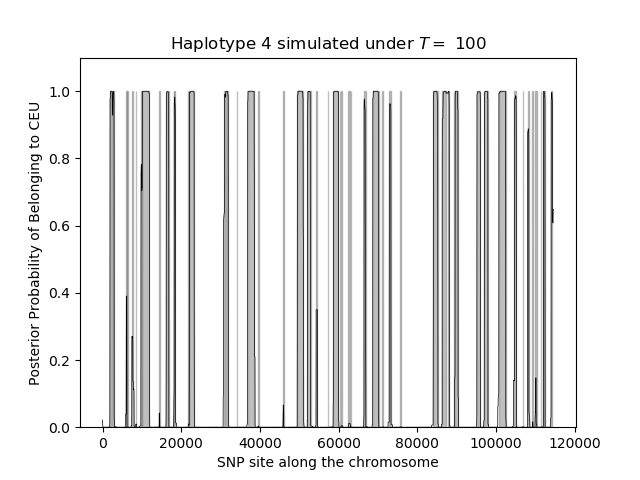 Haplotype 4 simulated under T = 100
Posterior Probability of Belonging to CEU
1.0
0.8
0.6
0.4
0.2
0.0
0 20000 40000 60000 80000 100000 120000
SNP site along the chromosome